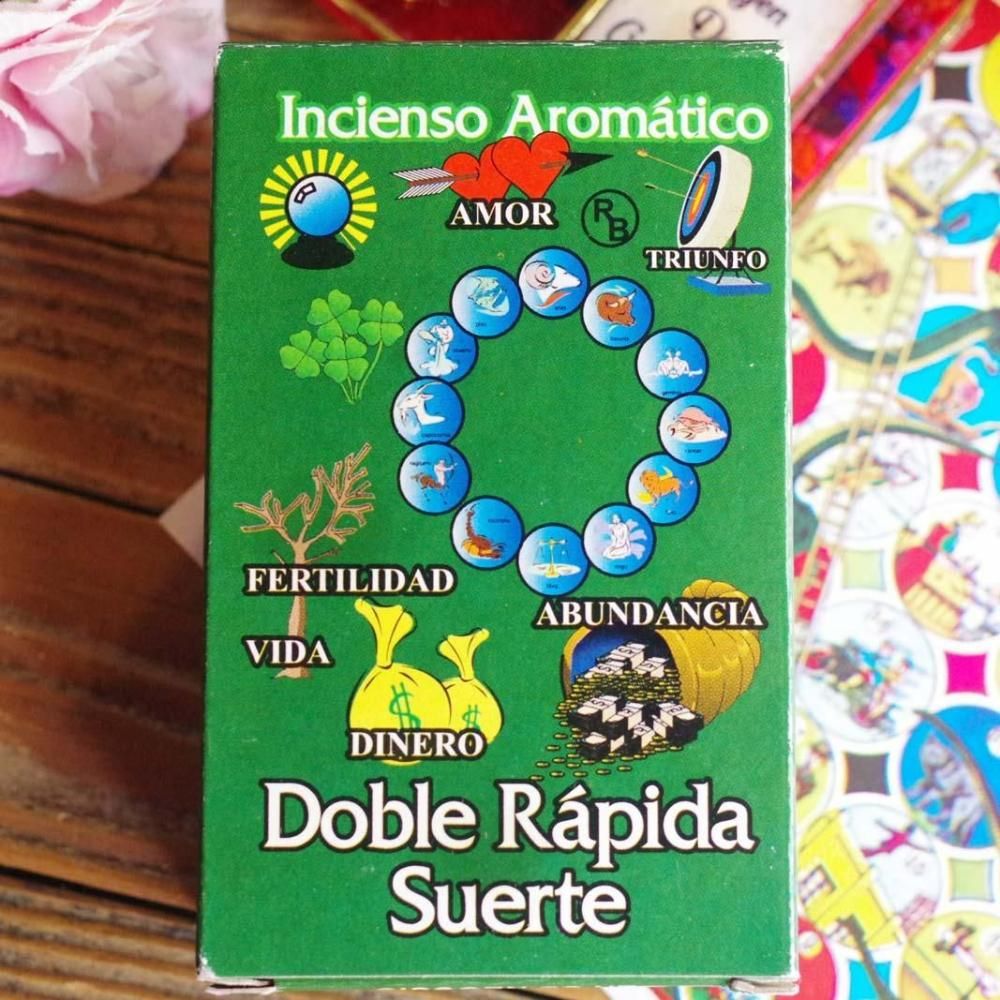 Incienso Aromático
AMOR
RB
TRIUNFO
FERTILIDAD
VIDA
ABUNDANCIA
DINERO
Doble Rápida
Suerte